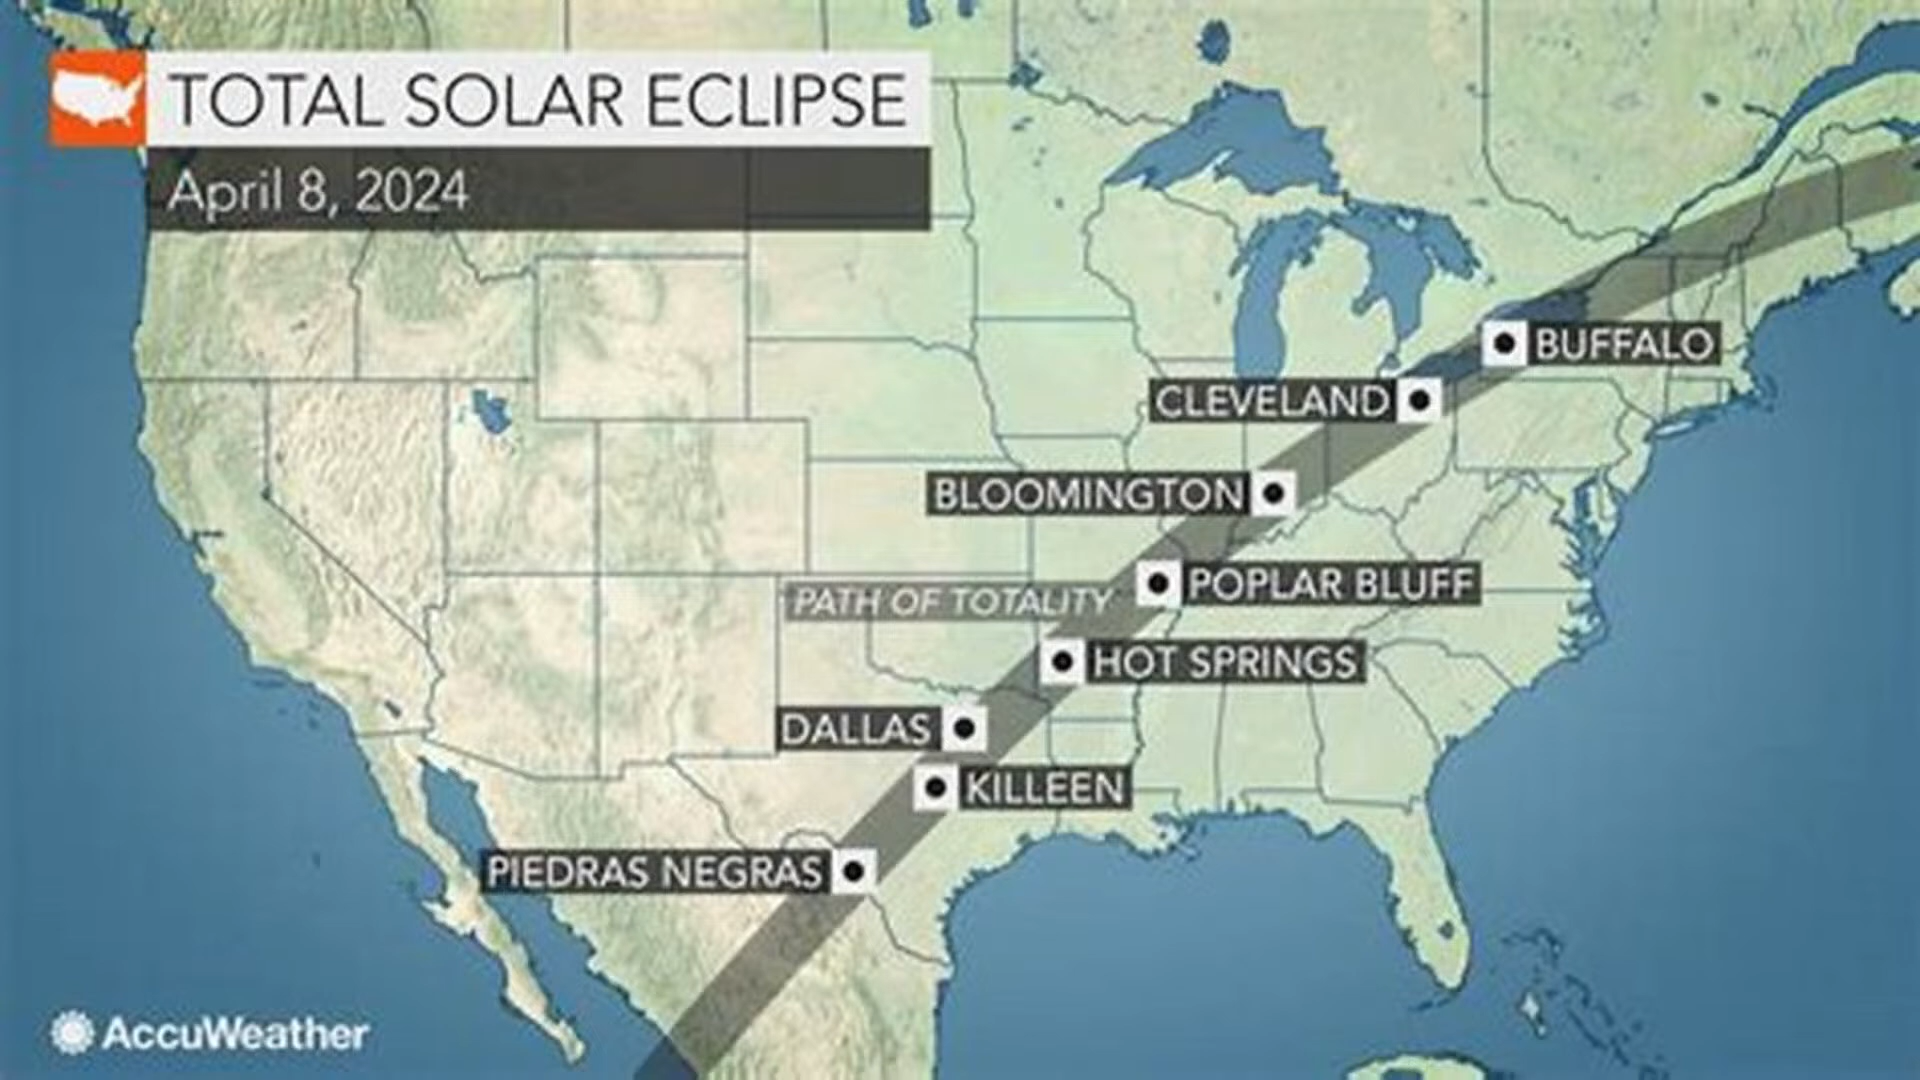 TOTAL SOLAR ECLIPSE
April 8, 2024
BUFFALO
CLEVELAND
BLOOMINGTON
POPLAR BLUFF
PATH OF TOTALITY
HOT SPRINGS
DALLAS
KILLEEN
PIEDRAS NEGRAS
AccuWeather